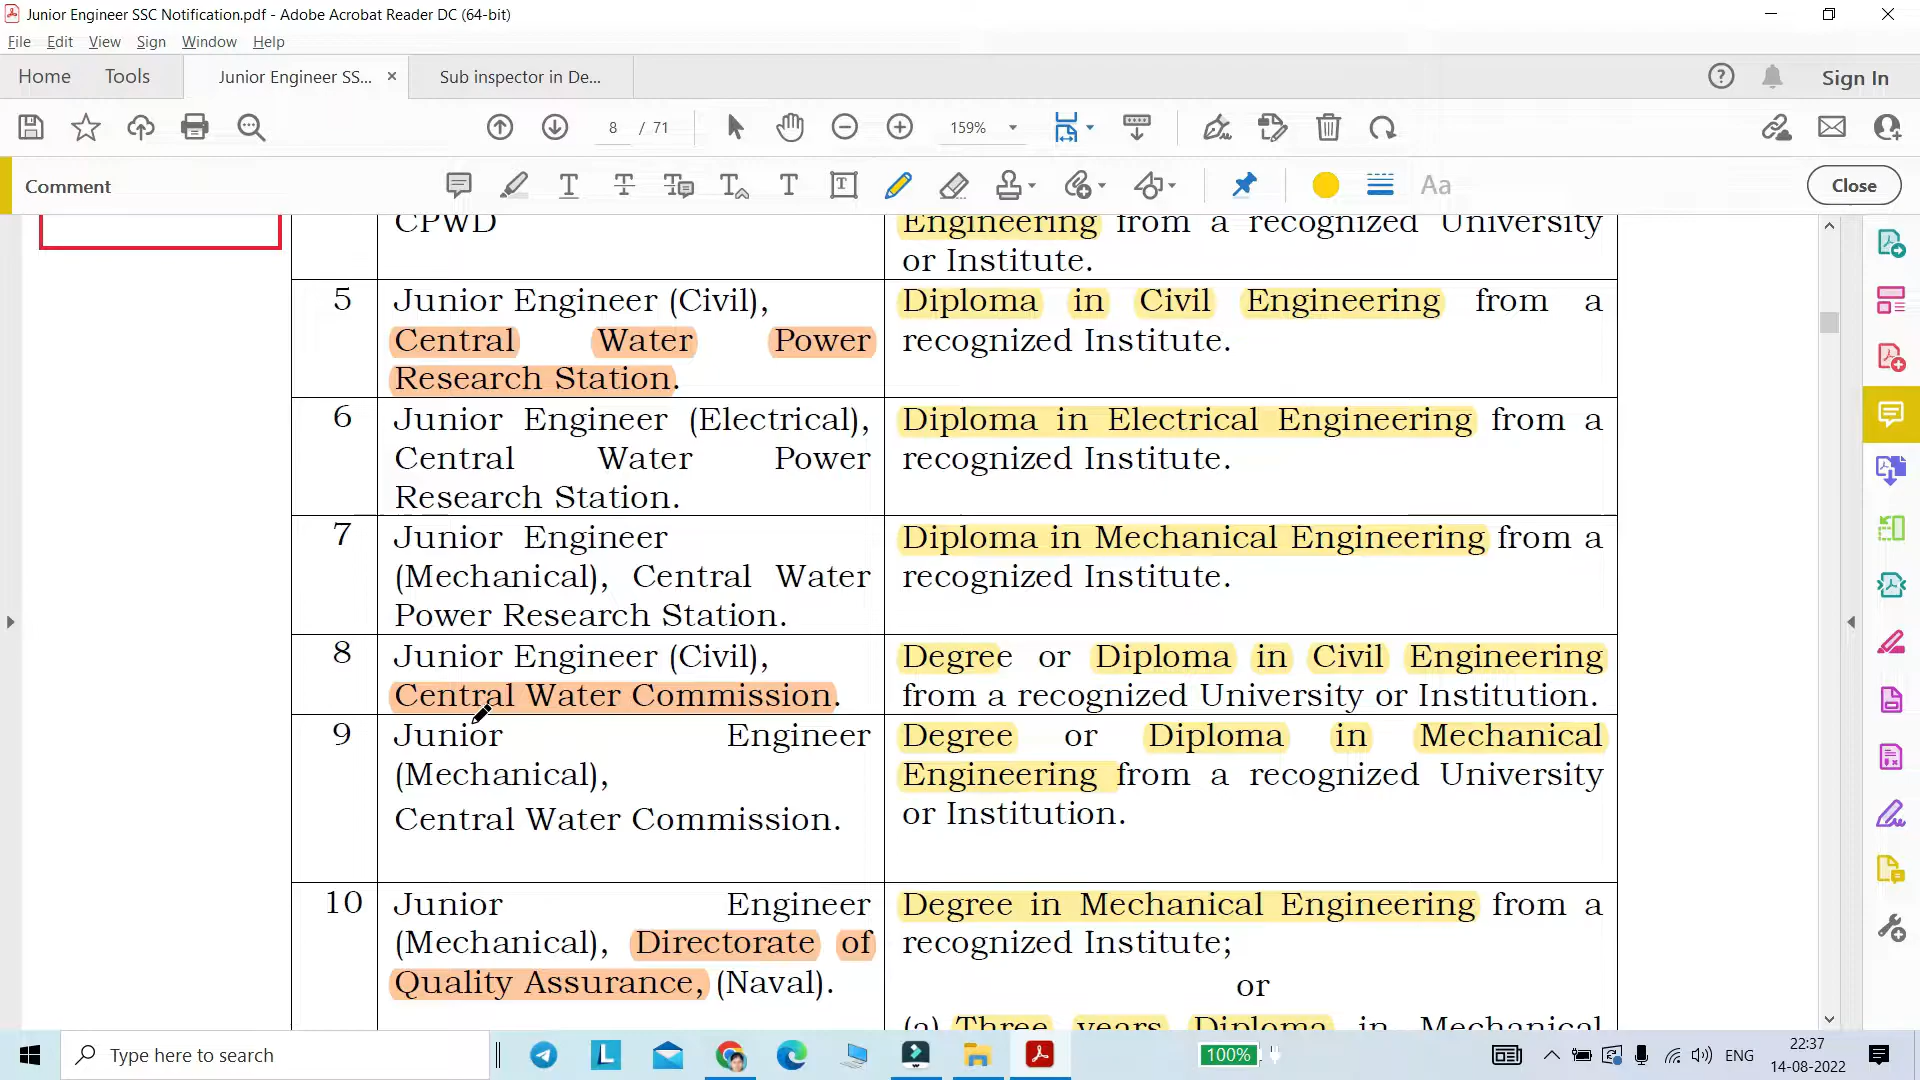 Junior Engineer SSC Notification.pdf - Adobe Acrobat Reader DC (64-bit)
File Edit View Sign Window Help
Home Tools Junior Engineer SS... × Sub inspector in De... Sign In
8 / 71 159%
Comment Aa Close
CPWD
Engineering from a recognized University
or Institute.
5
Junior Engineer (Civil),
Central Water Power
Research Station.
Diploma in Civil Engineering from a
recognized Institute.
6
Junior Engineer (Electrical),
Central Water Power
Research Station.
Diploma in Electrical Engineering from a
recognized Institute.
7
Junior Engineer
(Mechanical), Central Water
Power Research Station.
Diploma in Mechanical Engineering from a
recognized Institute.
8
Junior Engineer (Civil),
Central Water Commission.
Degree or Diploma in Civil Engineering
from a recognized University or Institution.
9
Junior Engineer
(Mechanical),
Central Water Commission.
Degree or Diploma in Mechanical
Engineering from a recognized University
or Institution.
10
Junior Engineer
(Mechanical), Directorate of
Quality Assurance, (Naval).
Degree in Mechanical Engineering from a
recognized Institute;
or
(a) Three years Diploma in Mechanical
Type here to search
L
100%
ENG
22:37
14-08-2022